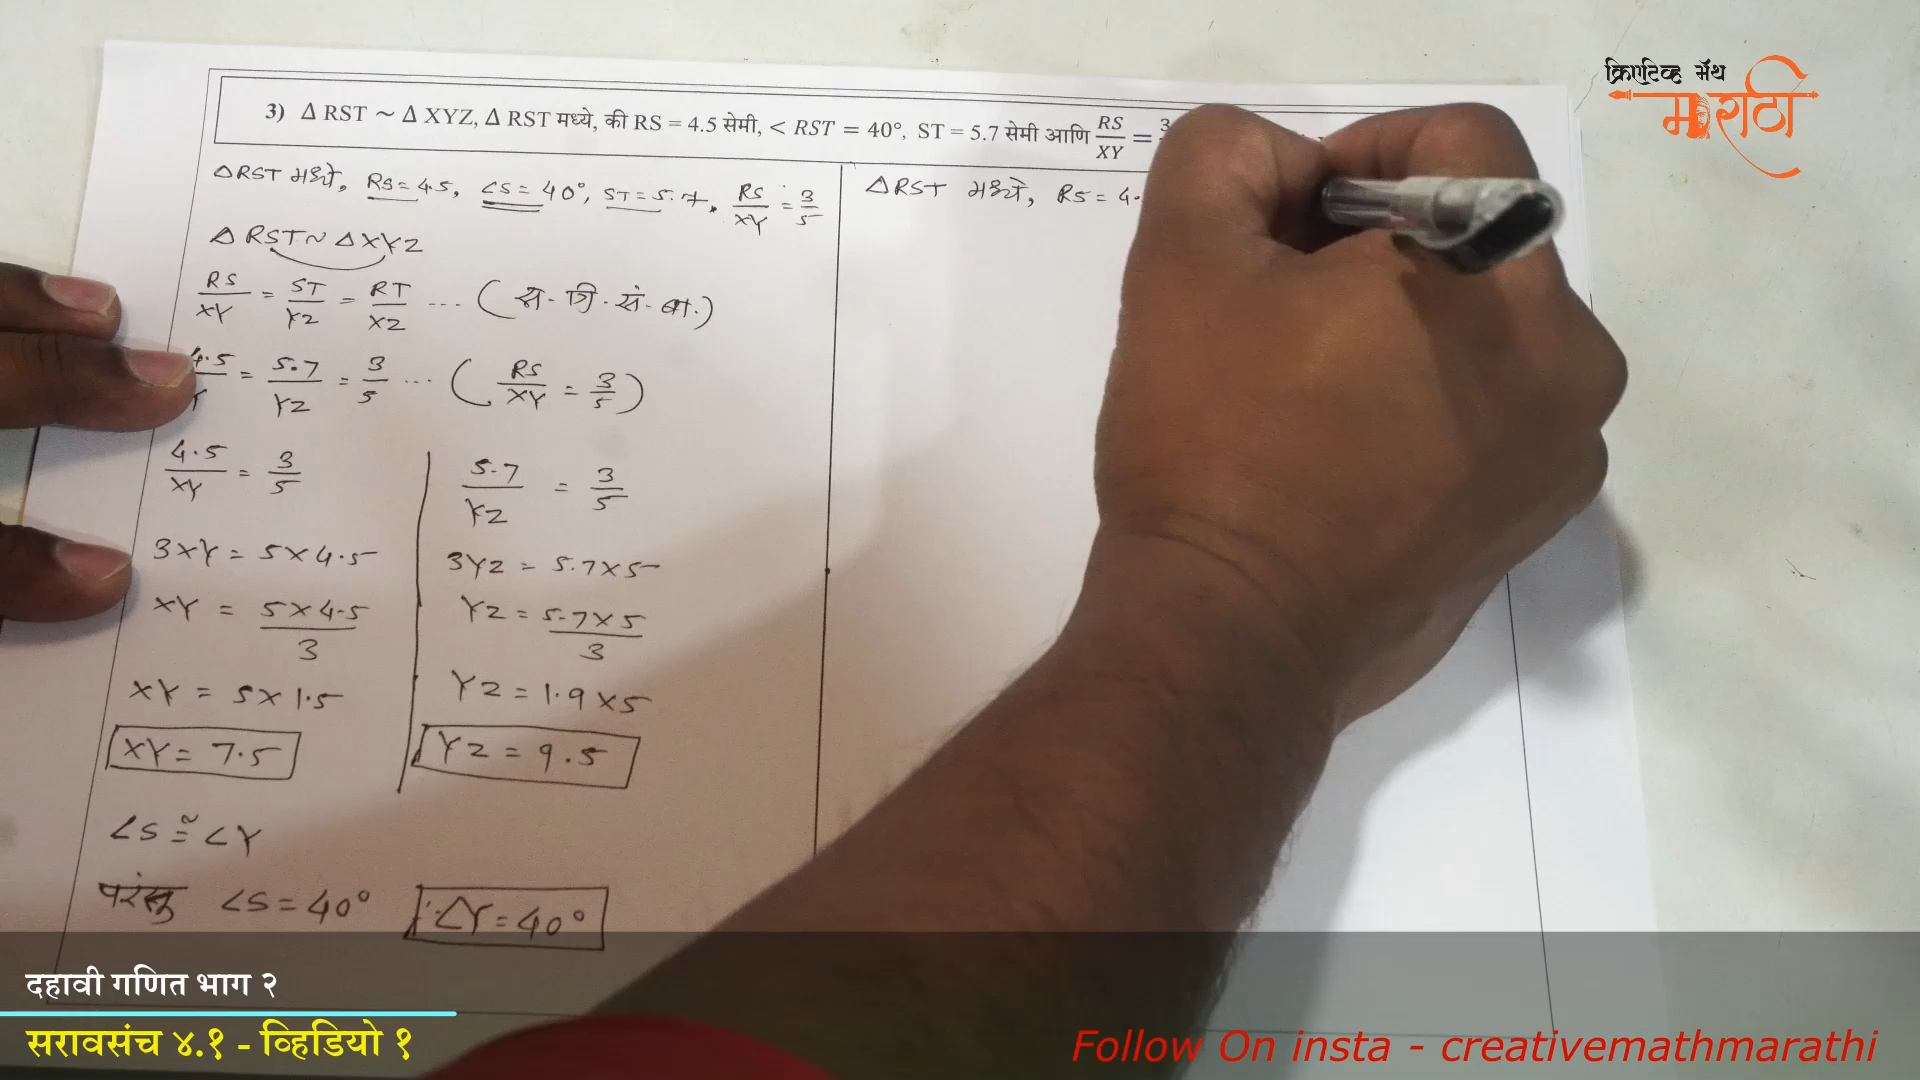 क्रिएटिव्ह मॅथ
मराठी
3) Δ RST ~ Δ XYZ, Δ RST मध्ये, की RS = 4.5 सेमी, < RST = 40°, ST = 5.7 सेमी आणि RS/XY = 3
ΔRST मध्ये, RS = 4.5, ∠S = 40°, ST = 5.7, RS/XY = 3/5
Δ RST ~ Δ XYZ
RS/XY = ST/YZ = RT/XZ ... (स. त्रि. सं. बा.)
4.5/Y = 5.7/YZ = 3/5 ... (RS/XY = 3/5)
4.5/XY = 3/5
3XY = 5 × 4.5
XY = 5 × 4.5/3
XY = 5 × 1.5
XY = 7.5
5.7/YZ = 3/5
3YZ = 5.7 × 5
YZ = 5.7 × 5/3
YZ = 1.9 × 5
YZ = 9.5
∠S ≅ ∠Y
परंतु ∠S = 40° ∴ ∠Y = 40°
ΔRST मध्ये, RS = 4.
दहावी गणित भाग २
सरावसंच ४.१ - व्हिडियो १
Follow On insta - creativemathmarathi